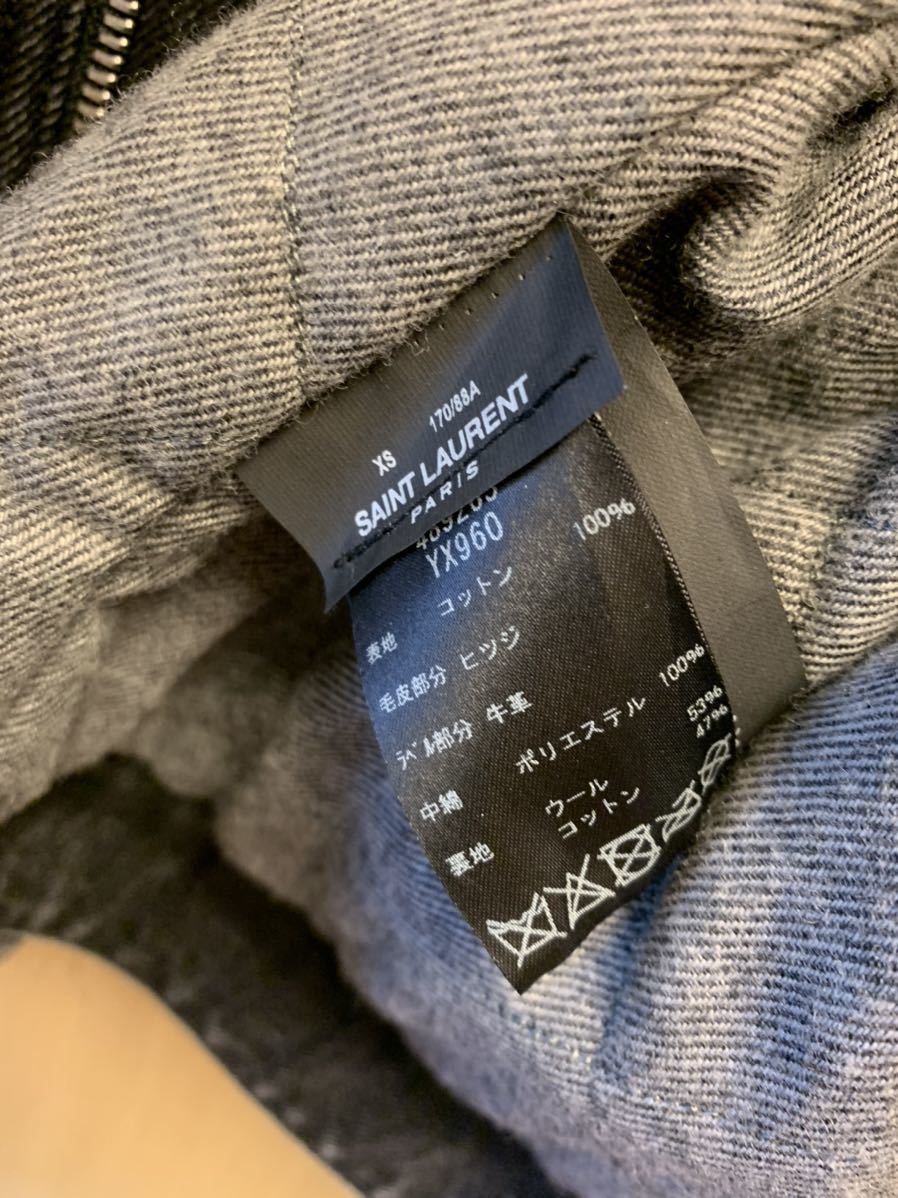 XS 170/88A
SAINT LAURENT
PARIS
489283
YX960
表地 コットン 100%
毛皮部分 ヒツジ
ラベル部分 牛革
中綿 ポリエステル 100%
裏地 ウール 53%
コットン 47%